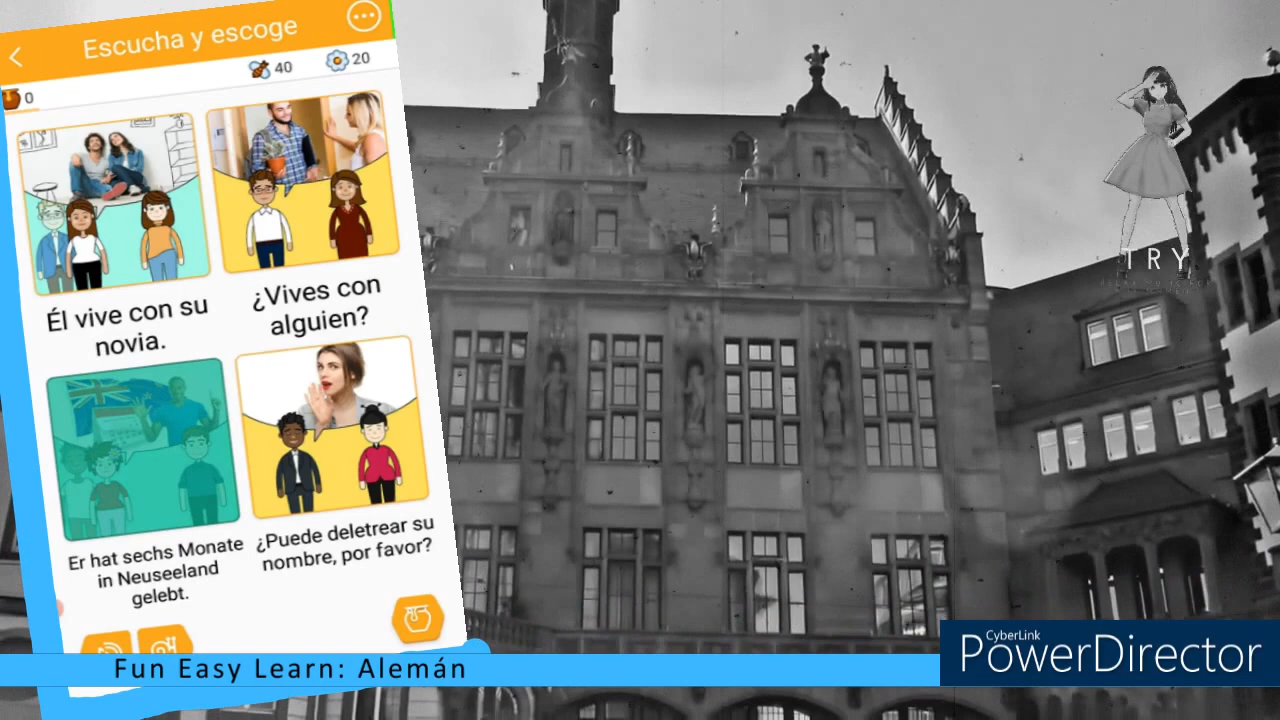 Escucha y escoge
40
20
0
Él vive con su
novia.
¿Vives con
alguien?
Er hat sechs Monate
in Neuseeland
gelebt.
¿Puede deletrear su
nombre, por favor?
TRY
Fun Easy Learn: Alemán
CyberLink
PowerDirector